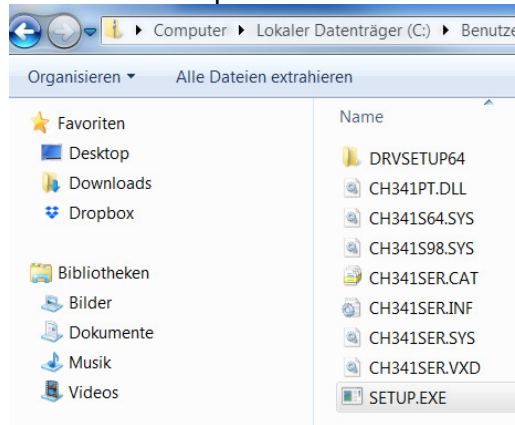 Computer Lokaler Datenträger (C:)
Organisieren Alle Dateien extrahieren
Favoriten
Desktop
Downloads
Dropbox
Bibliotheken
Bilder
Dokumente
Musik
Videos
Name
DRVSETUP64
CH341PT.DLL
CH341S64.SYS
CH341S98.SYS
CH341SER.CAT
CH341SER.INF
CH341SER.SYS
CH341SER.VXD
SETUP.EXE